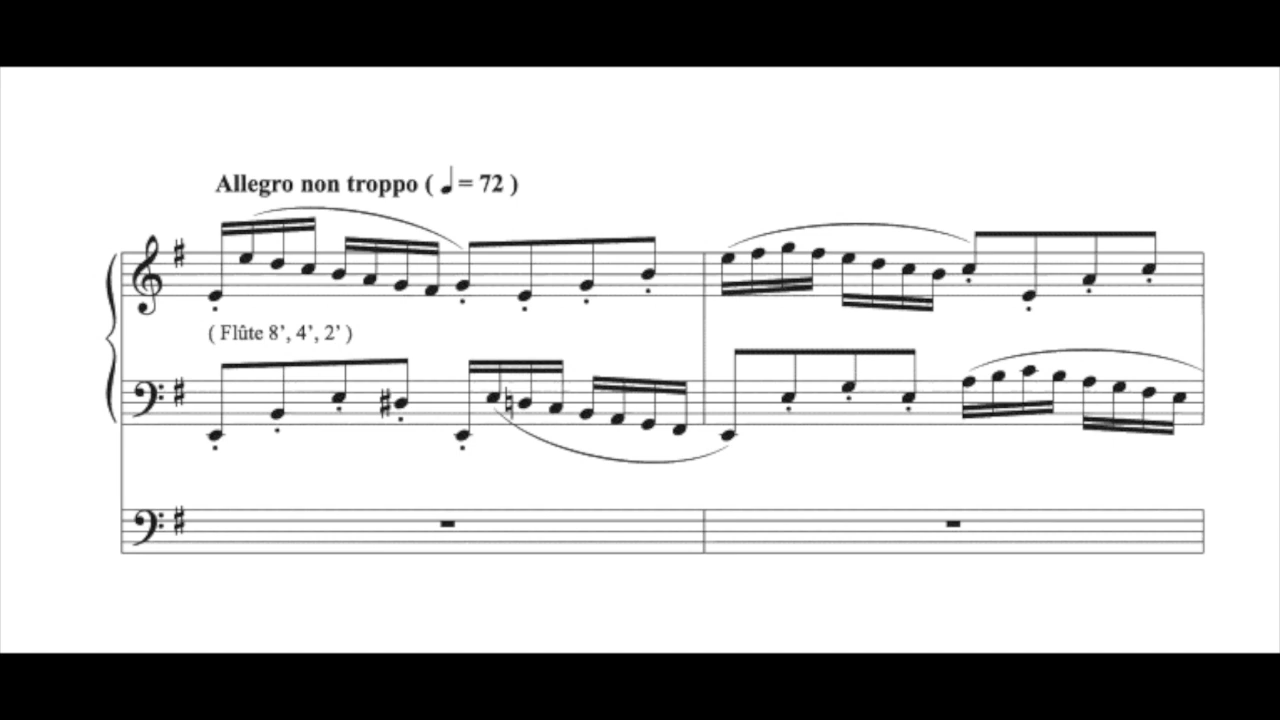 Allegro non troppo ( ♩ = 72 )
( Flûte 8', 4', 2' )